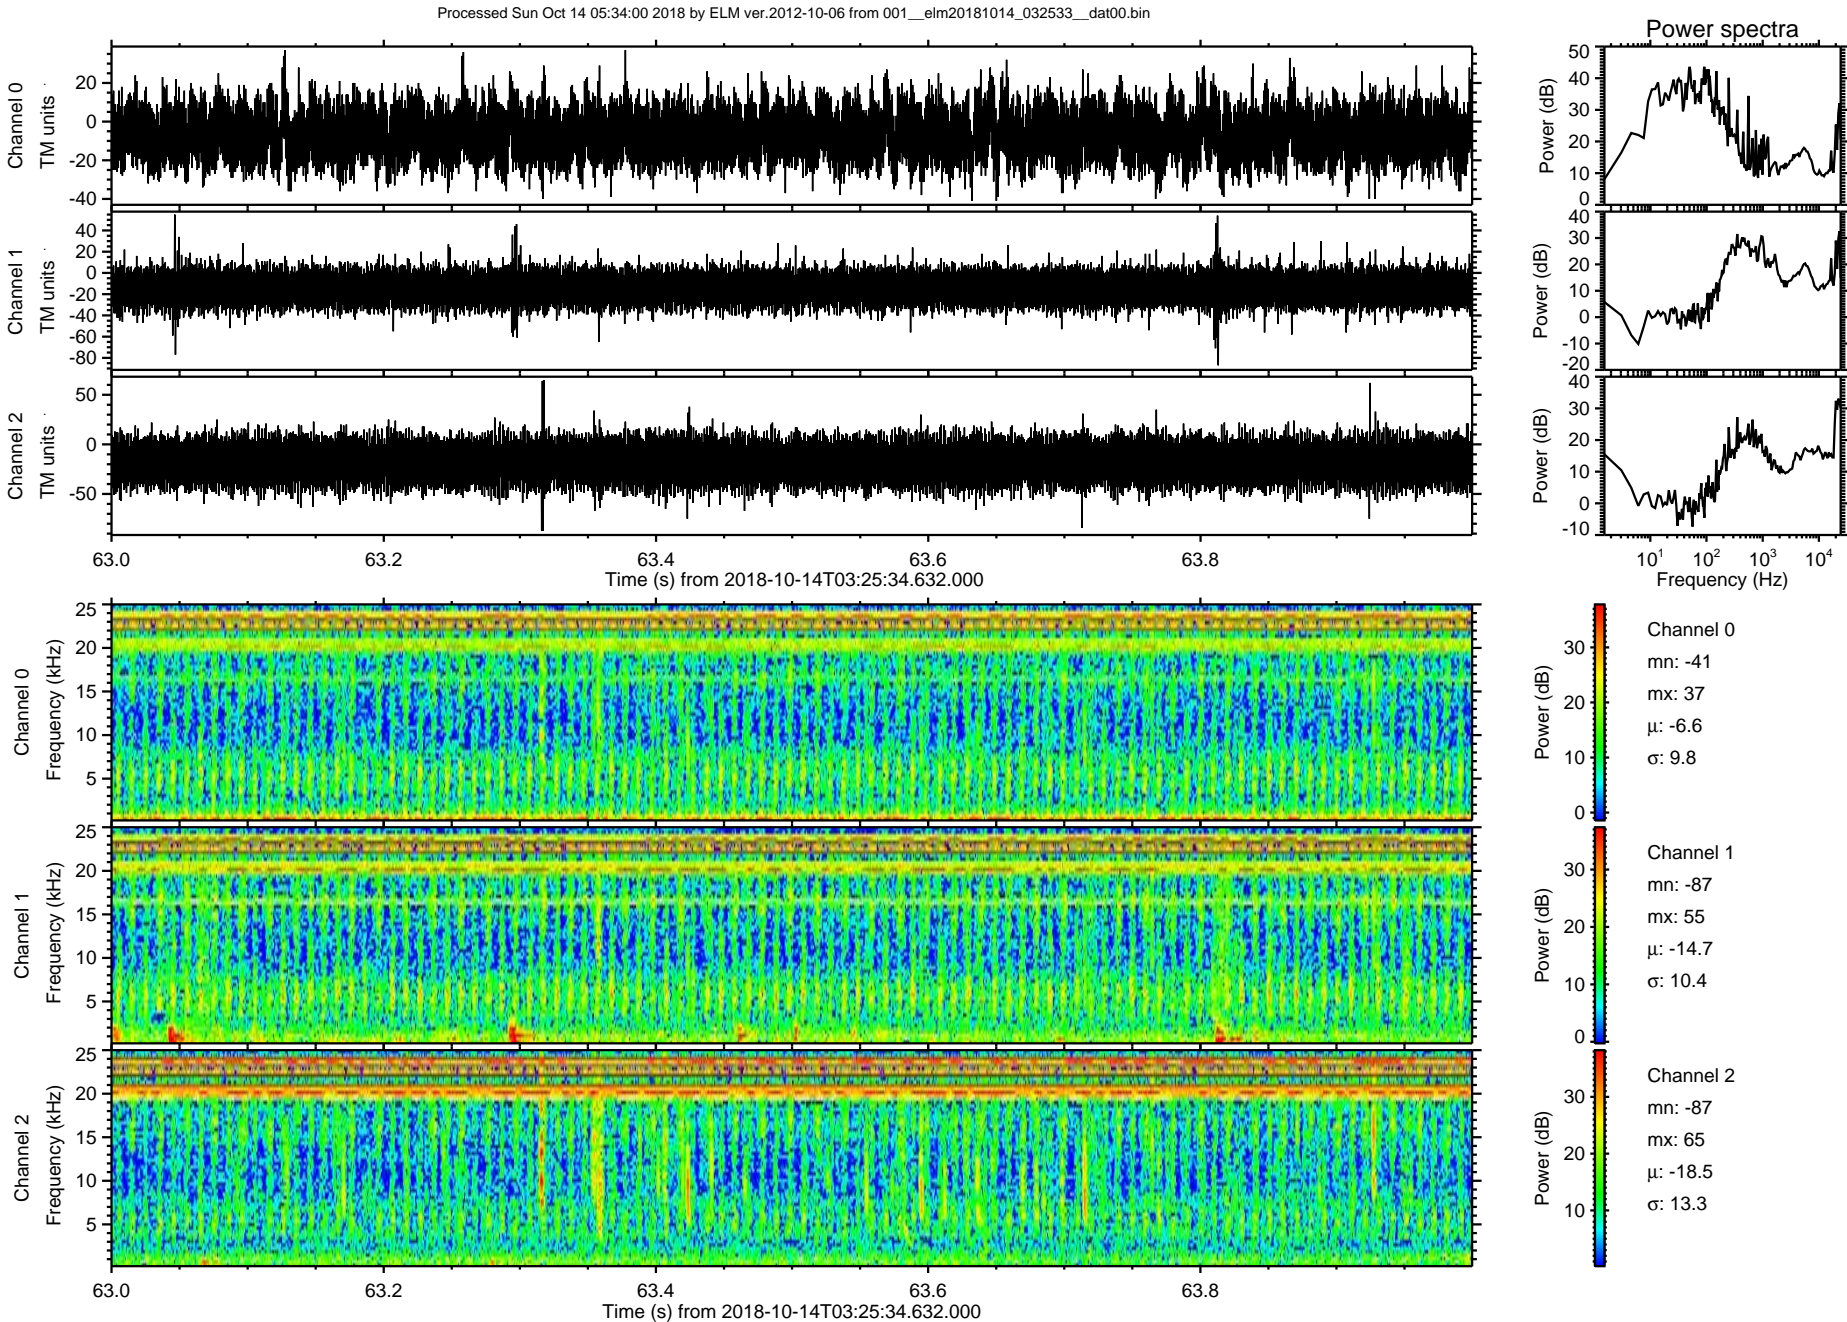 Processed Sun Oct 14 05:34:00 2018 by ELM ver.2012-10-06 from 001__elm20181014_032533__dat00.bin
Power spectra
Channel 0
TM units
20
0
-20
-40
Power (dB)
50
40
30
20
10
0
Channel 1
TM units
40
20
0
-20
-40
-60
-80
Power (dB)
40
30
20
10
0
-10
-20
Channel 2
TM units
50
0
-50
Power (dB)
40
30
20
10
0
-10
63.0 63.2 63.4 63.6 63.8
Time (s) from 2018-10-14T03:25:34.632.000
10^1 10^2 10^3 10^4
Frequency (Hz)
Channel 0
Frequency (kHz)
25
20
15
10
5
Power (dB)
30
20
10
0
Channel 0
mn: -41
mx: 37
μ: -6.6
σ: 9.8
Channel 1
Frequency (kHz)
25
20
15
10
5
Power (dB)
30
20
10
0
Channel 1
mn: -87
mx: 55
μ: -14.7
σ: 10.4
Channel 2
Frequency (kHz)
25
20
15
10
5
Power (dB)
30
20
10
Channel 2
mn: -87
mx: 65
μ: -18.5
σ: 13.3
63.0 63.2 63.4 63.6 63.8
Time (s) from 2018-10-14T03:25:34.632.000